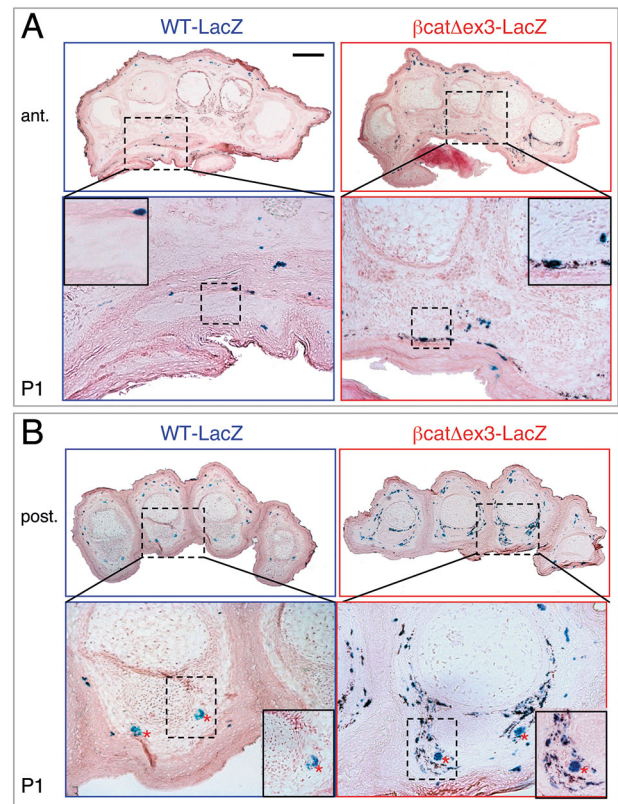 A
WT-LacZ
βcatΔex3-LacZ
ant.
P1
B
WT-LacZ
βcatΔex3-LacZ
post.
*
*
*
*
*
*
P1